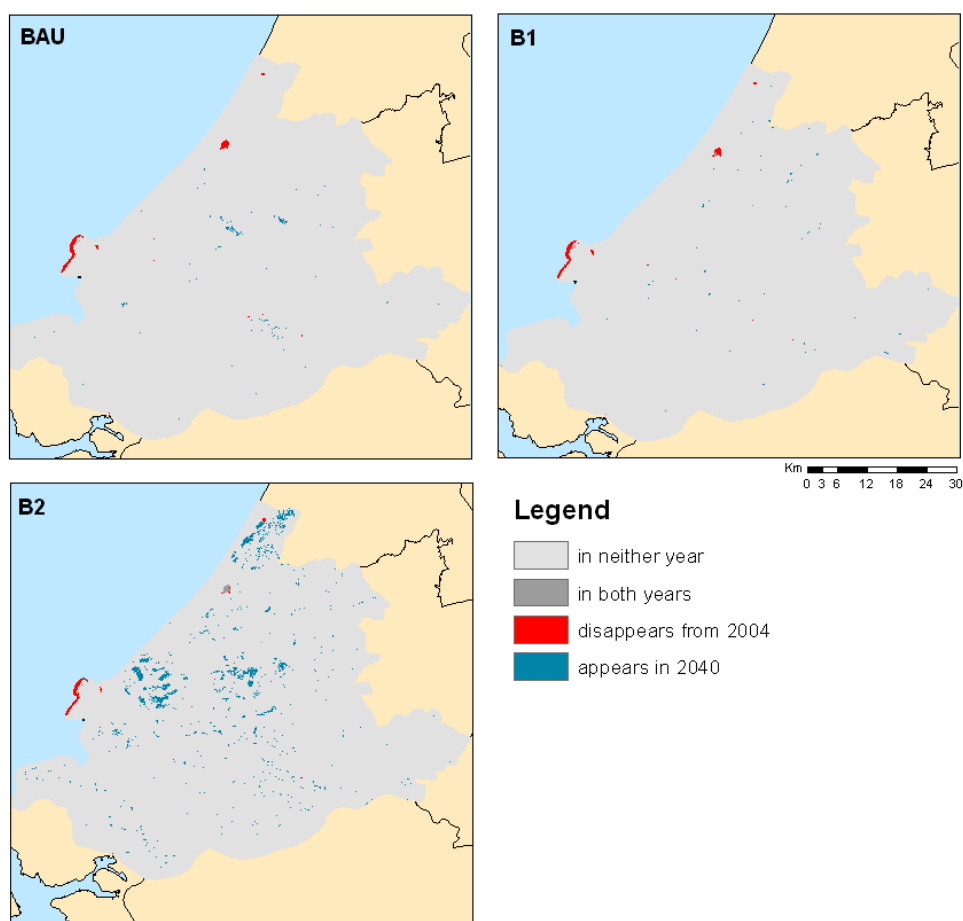 BAU
B1
Km
0 3 6 12 18 24 30
B2
Legend
in neither year
in both years
disappears from 2004
appears in 2040